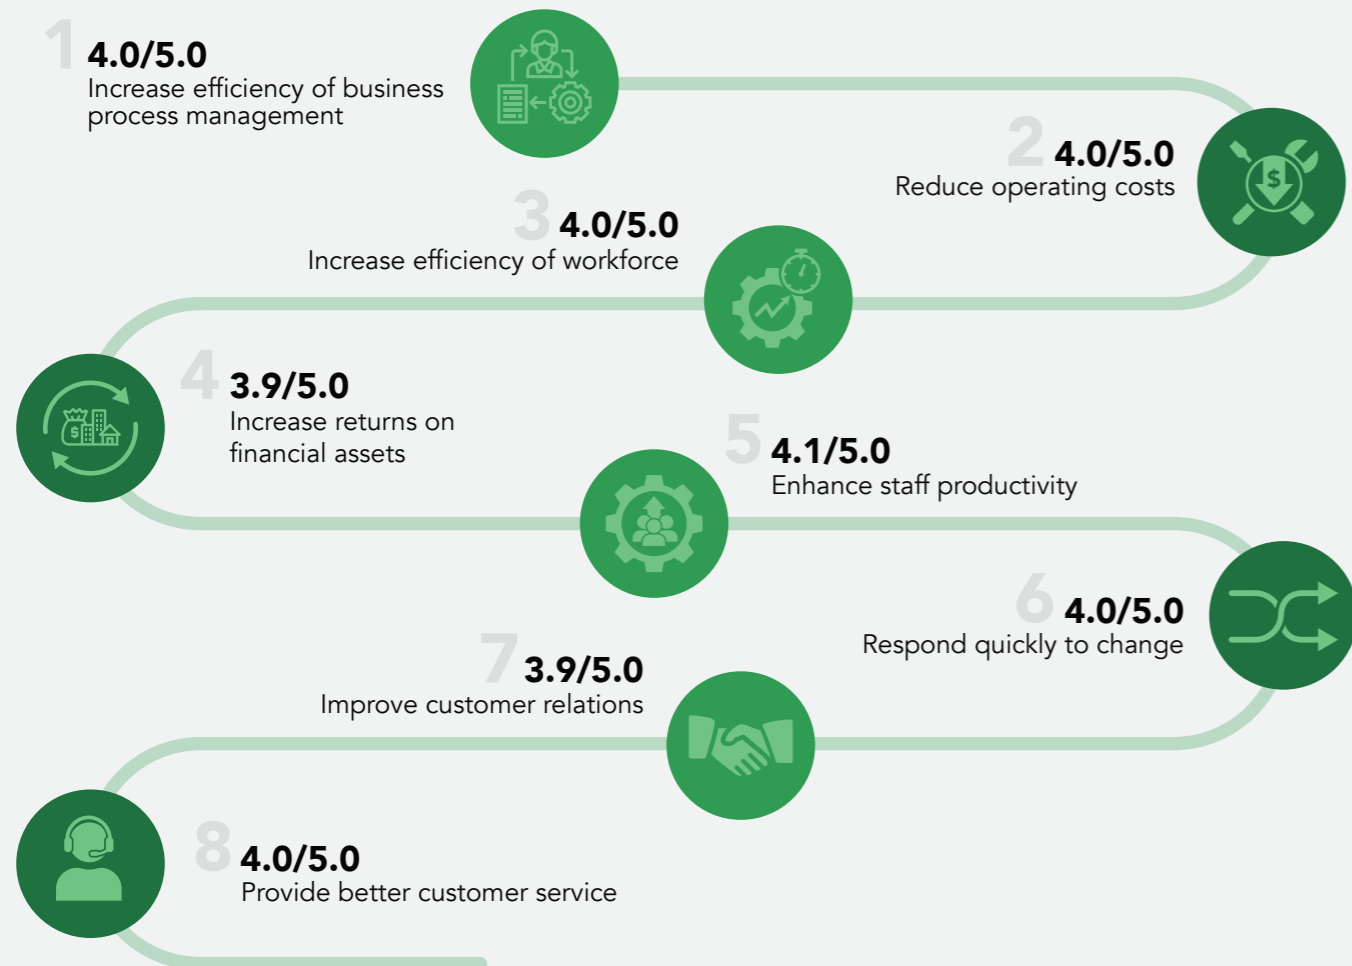 1 4.0/5.0
Increase efficiency of business
process management
2 4.0/5.0
Reduce operating costs
3 4.0/5.0
Increase efficiency of workforce
4 3.9/5.0
Increase returns on
financial assets
5 4.1/5.0
Enhance staff productivity
6 4.0/5.0
Respond quickly to change
7 3.9/5.0
Improve customer relations
8 4.0/5.0
Provide better customer service
$
$